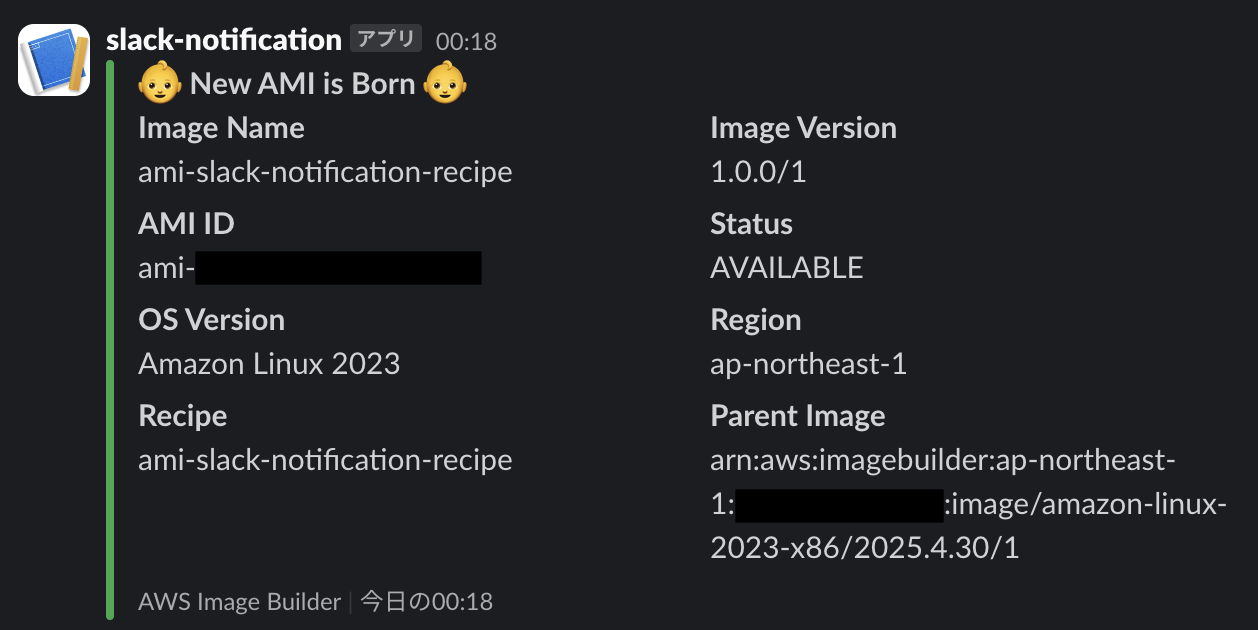 slack-notification アプリ 00:18
New AMI is Born
Image Name
ami-slack-notification-recipe
Image Version
1.0.0/1
AMI ID
ami-
Status
AVAILABLE
OS Version
Amazon Linux 2023
Region
ap-northeast-1
Recipe
ami-slack-notification-recipe
Parent Image
arn:aws:imagebuilder:ap-northeast-
1: :image/amazon-linux-
2023-x86/2025.4.30/1
AWS Image Builder | 今日の00:18